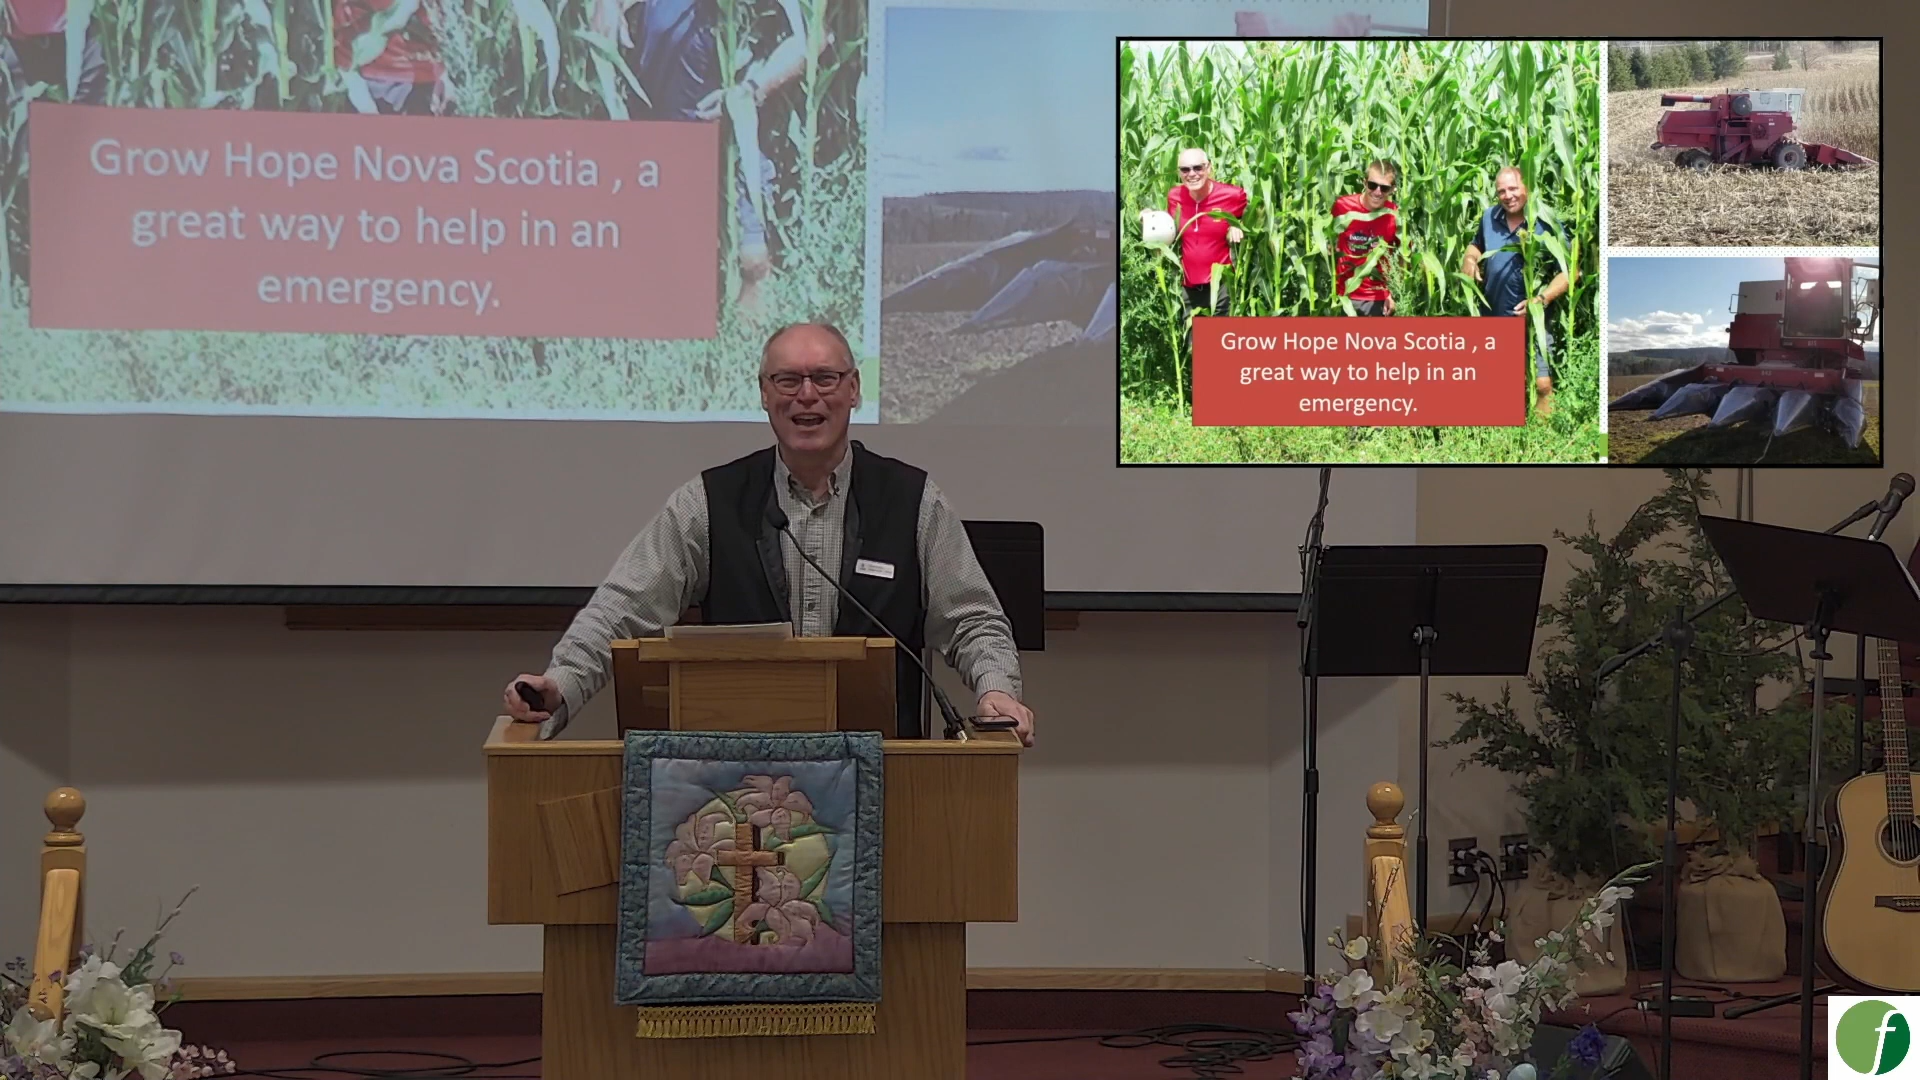 Grow Hope Nova Scotia , a
great way to help in an
emergency.
Grow Hope Nova Scotia , a
great way to help in an
emergency.
f